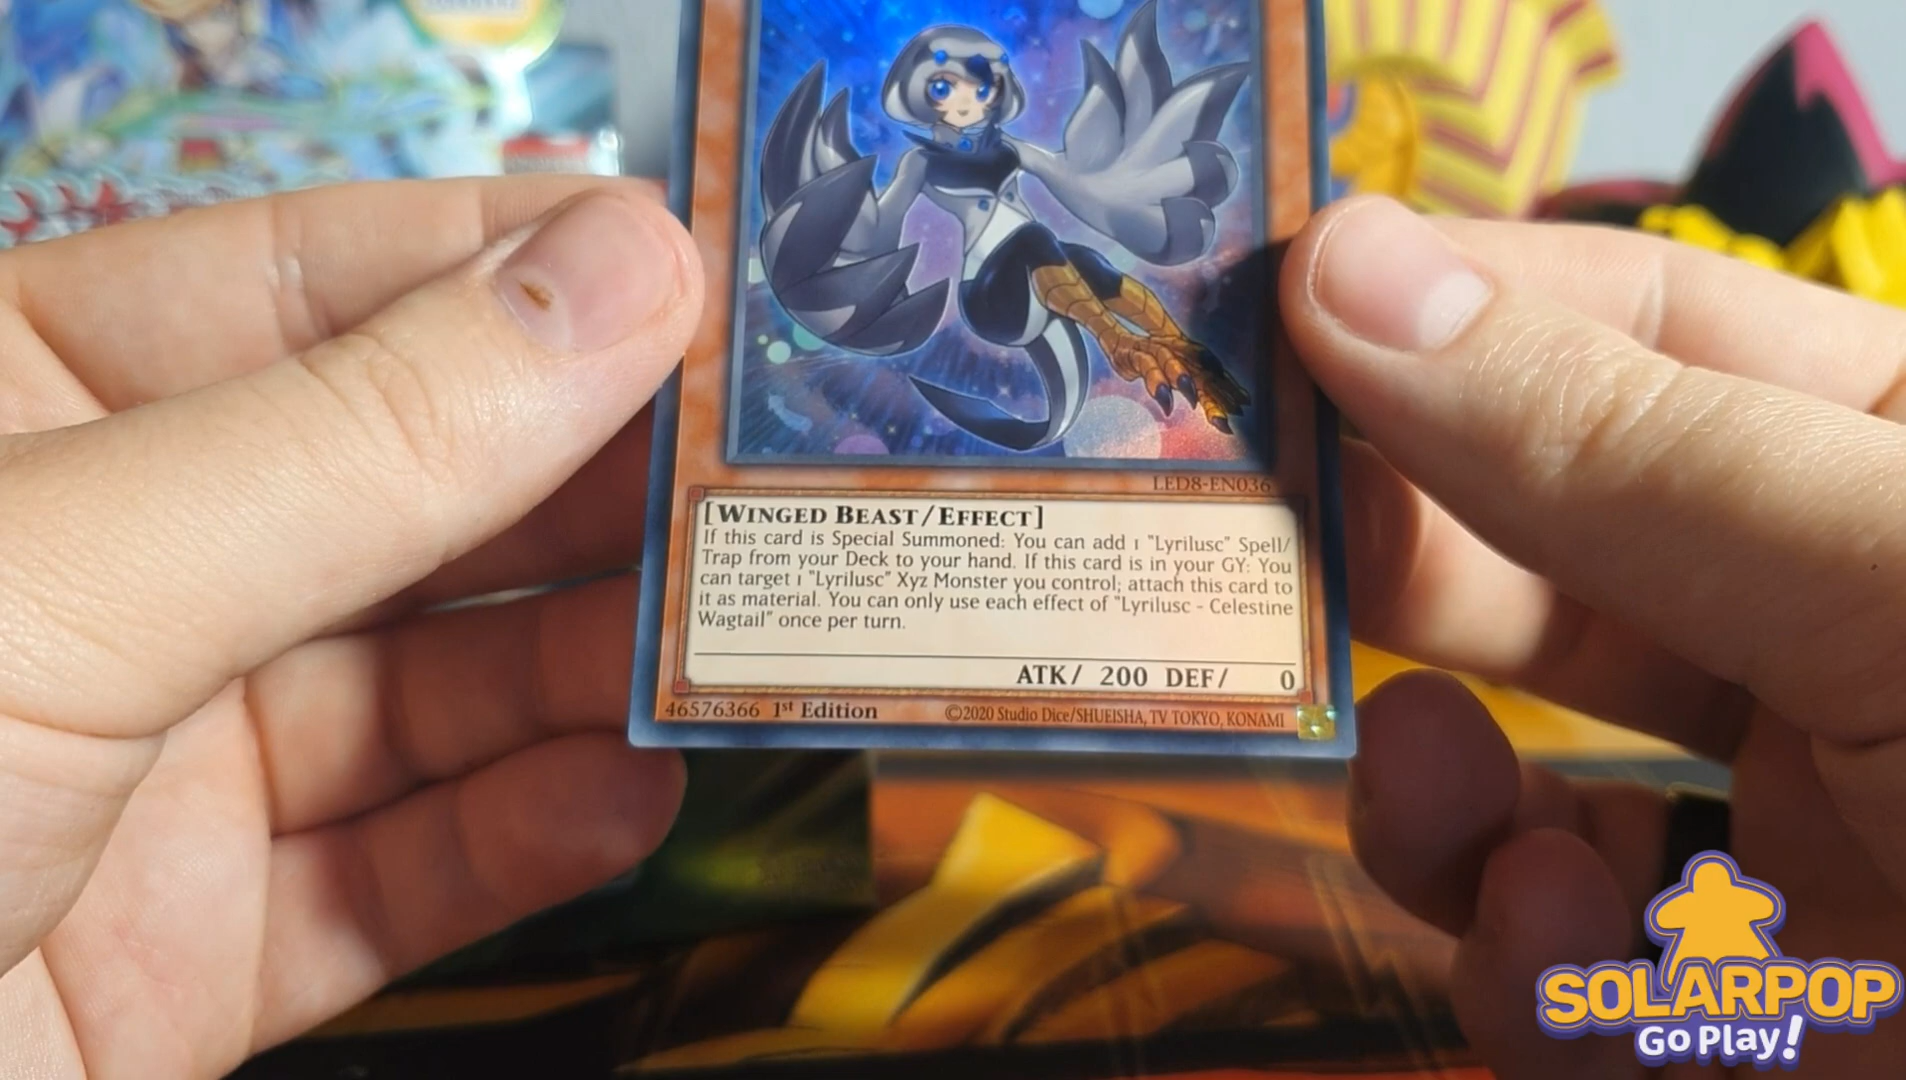 LED8-EN036
[WINGED BEAST/EFFECT]
If this card is Special Summoned: You can add 1 "Lyrilusc" Spell/
Trap from your Deck to your hand. If this card is in your GY: You
can target 1 "Lyrilusc" Xyz Monster you control; attach this card to
it as material. You can only use each effect of "Lyrilusc - Celestine
Wagtail" once per turn.
ATK/ 200 DEF/ 0
46576366 1st Edition ©2020 Studio Dice/SHUEISHA, TV TOKYO, KONAMI
SOLARPOP
Go Play!